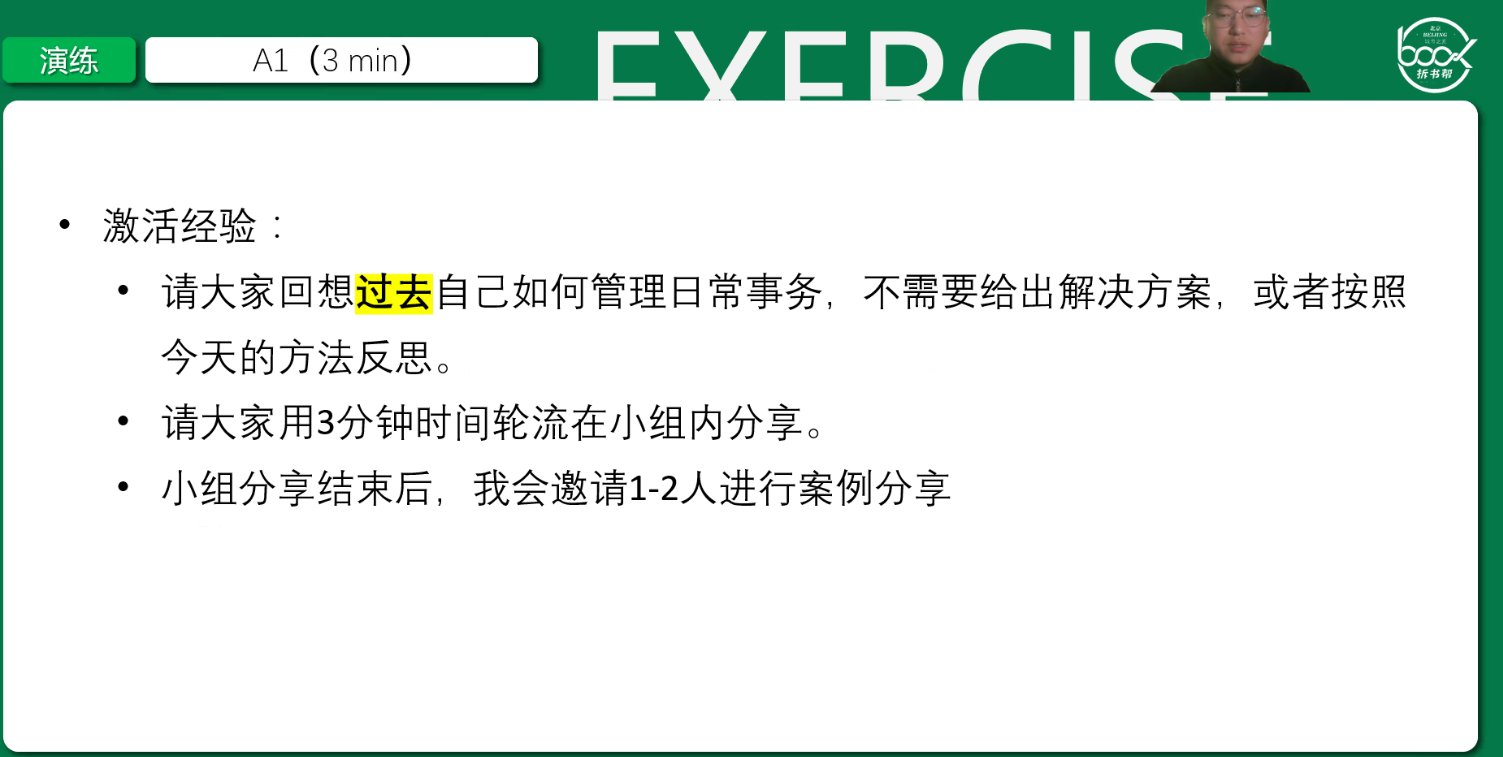 演练
A1（3 min）
EXERCISE
北京
BEIJING
book
拆书帮
• 激活经验：
• 请大家回想过去自己如何管理日常事务，不需要给出解决方案，或者按照
今天的方法反思。
• 请大家用3分钟时间轮流在小组内分享。
• 小组分享结束后，我会邀请1-2人进行案例分享